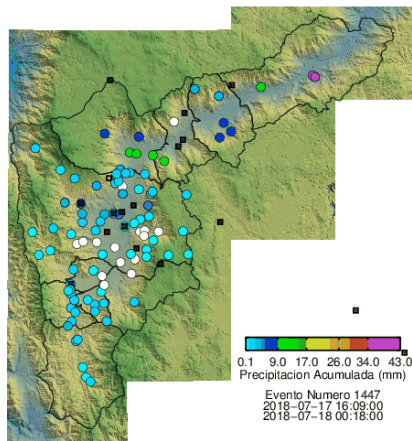 0.1 9.0 17.0 26.0 34.0 43.0
Precipitacion Acumulada (mm)
Evento Numero 1447
2018-07-17 16:09:00
2018-07-18 00:18:00